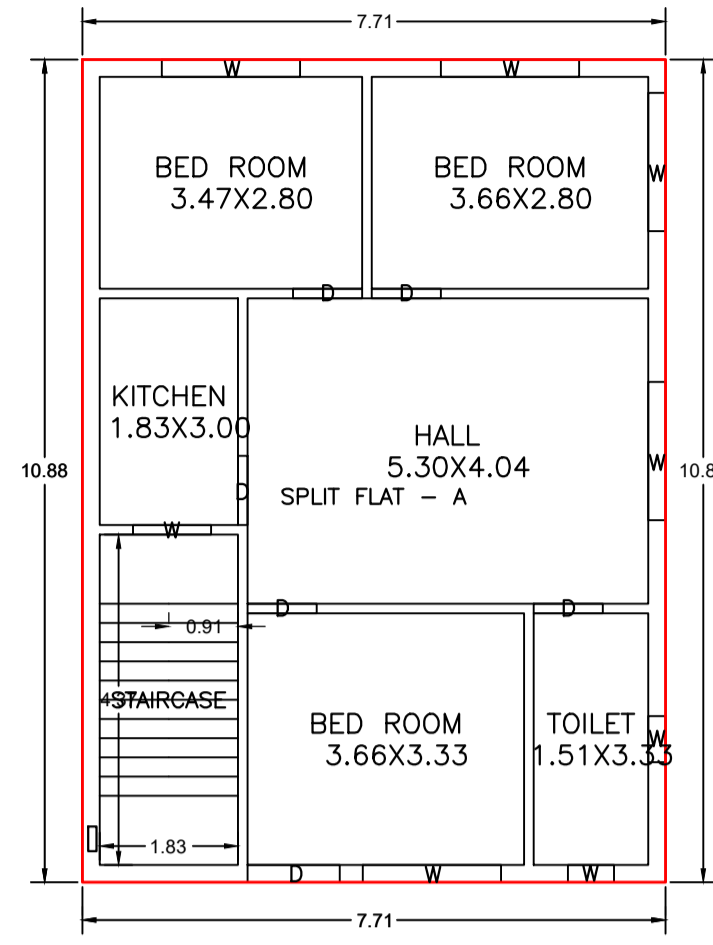 7.71
W
W
BED ROOM
3.47X2.80
BED ROOM
3.66X2.80
W
D
D
KITCHEN
1.83X3.00
HALL
5.30X4.04
W
10.88
10.8
D
SPLIT FLAT - A
W
D
D
0.91
STAIRCASE
BED ROOM
3.66X3.33
TOILET
1.51X3.33
W
1.83
D
W
W
7.71